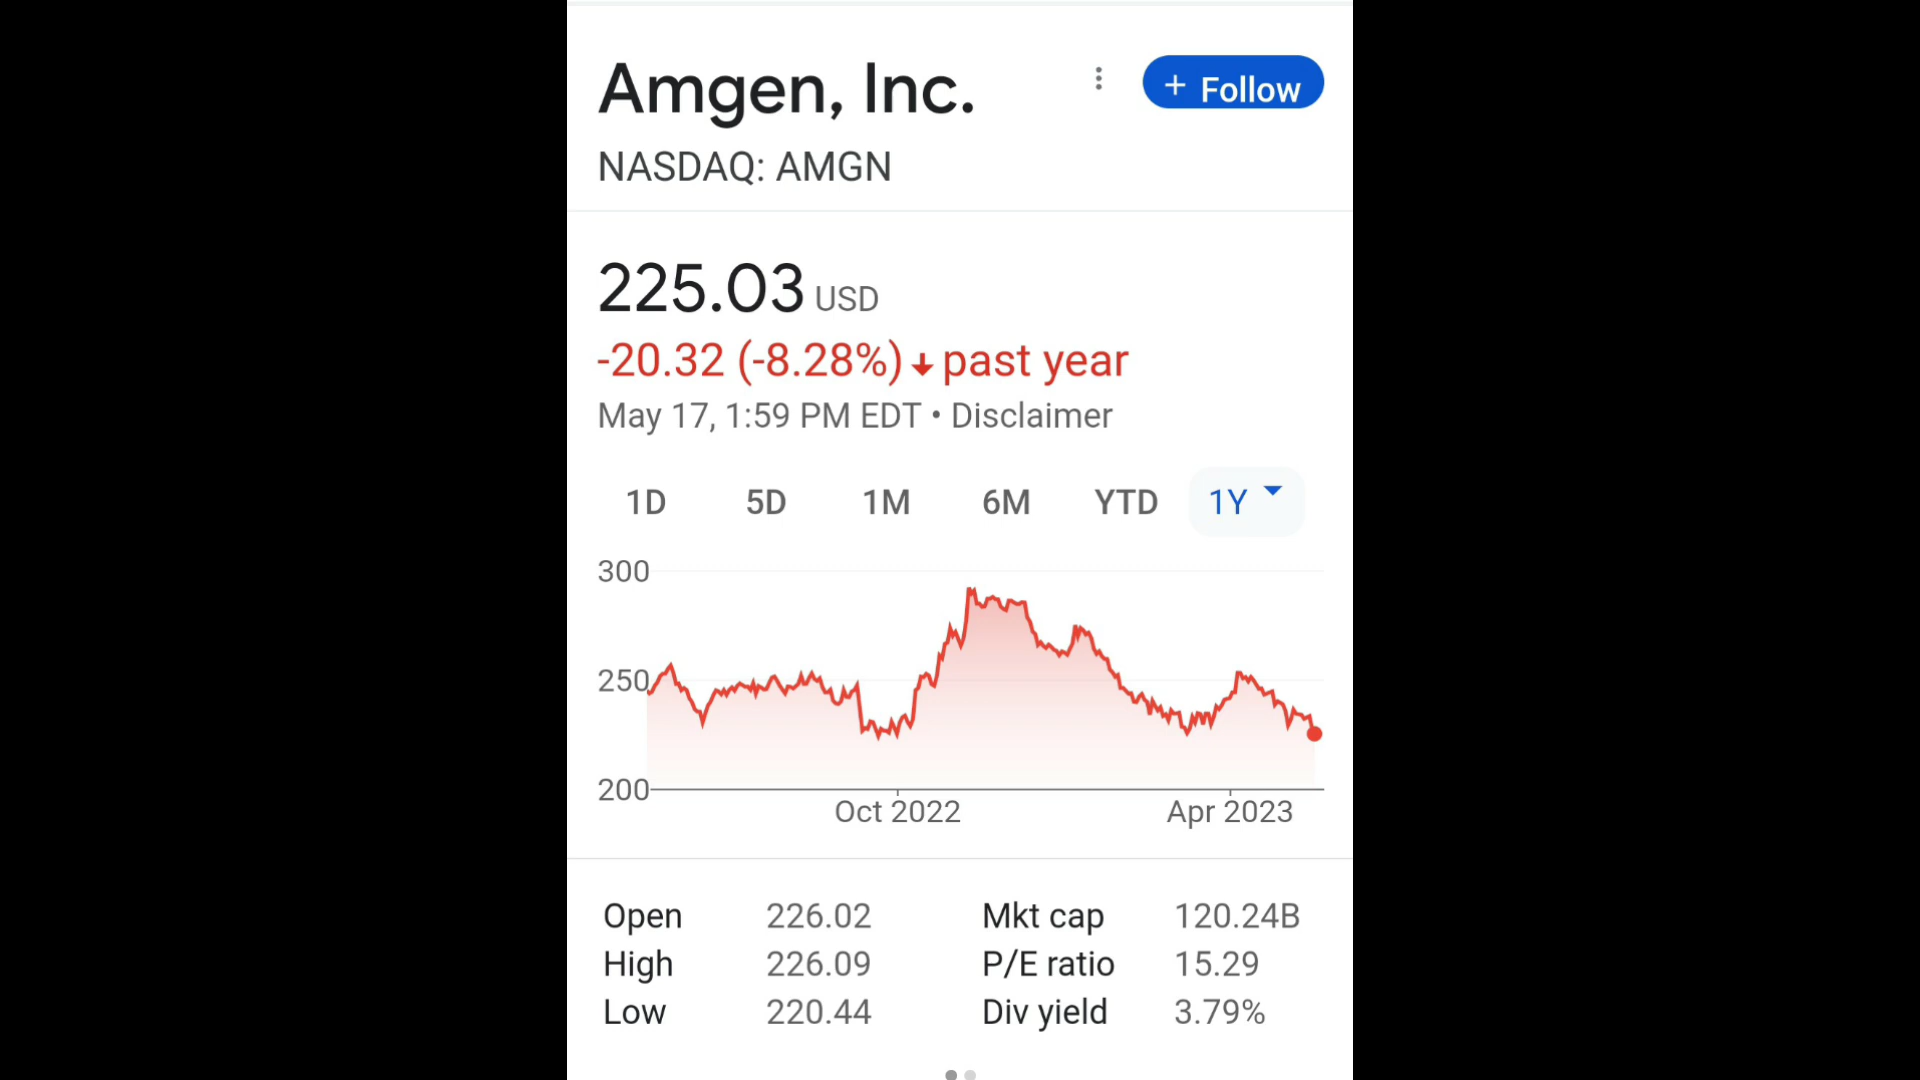 Amgen, Inc.
+ Follow
NASDAQ: AMGN
225.03 USD
-20.32 (-8.28%) ↓ past year
May 17, 1:59 PM EDT • Disclaimer
1D 5D 1M 6M YTD 1Y
300
250
200
Oct 2022 Apr 2023
Open 226.02 Mkt cap 120.24B
High 226.09 P/E ratio 15.29
Low 220.44 Div yield 3.79%